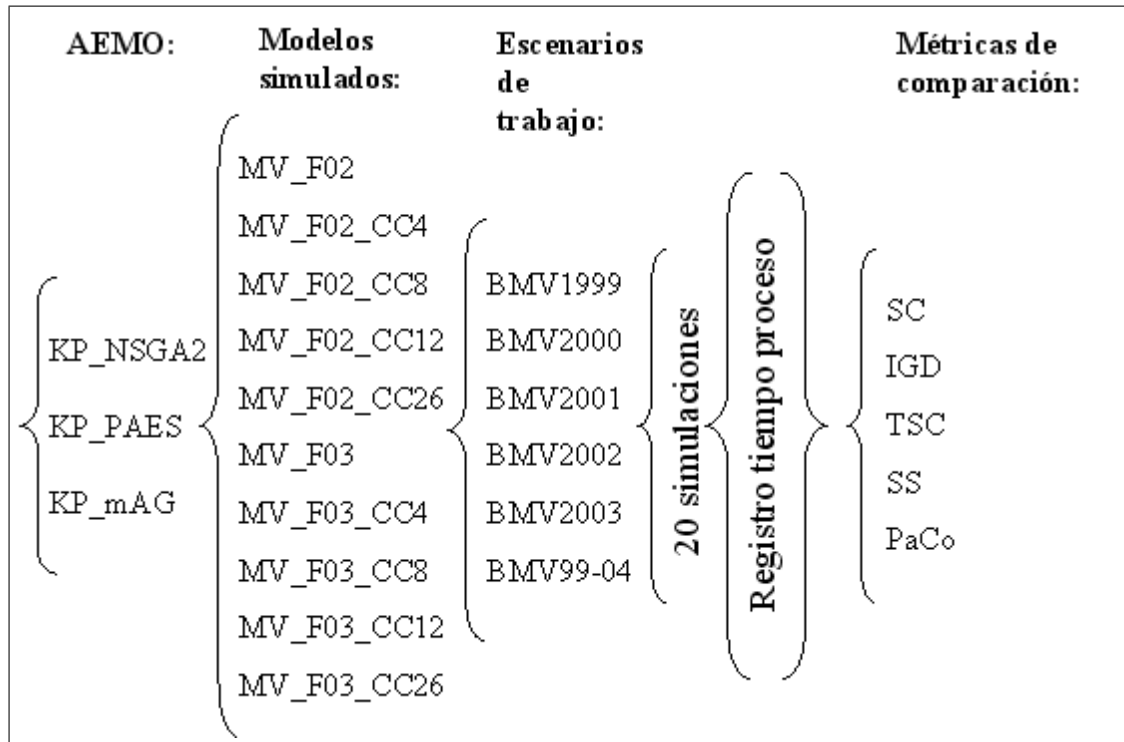 AEMO:
Modelos
simulados:
Escenarios
de
trabajo:
Métricas de
comparación:
KP_NSGA2
KP_PAES
KP_mAG
MV_F02
MV_F02_CC4
MV_F02_CC8
MV_F02_CC12
MV_F02_CC26
MV_F03
MV_F03_CC4
MV_F03_CC8
MV_F03_CC12
MV_F03_CC26
BMV1999
BMV2000
BMV2001
BMV2002
BMV2003
BMV99-04
20 simulaciones
Registro tiempo proceso
SC
IGD
TSC
SS
PaCo